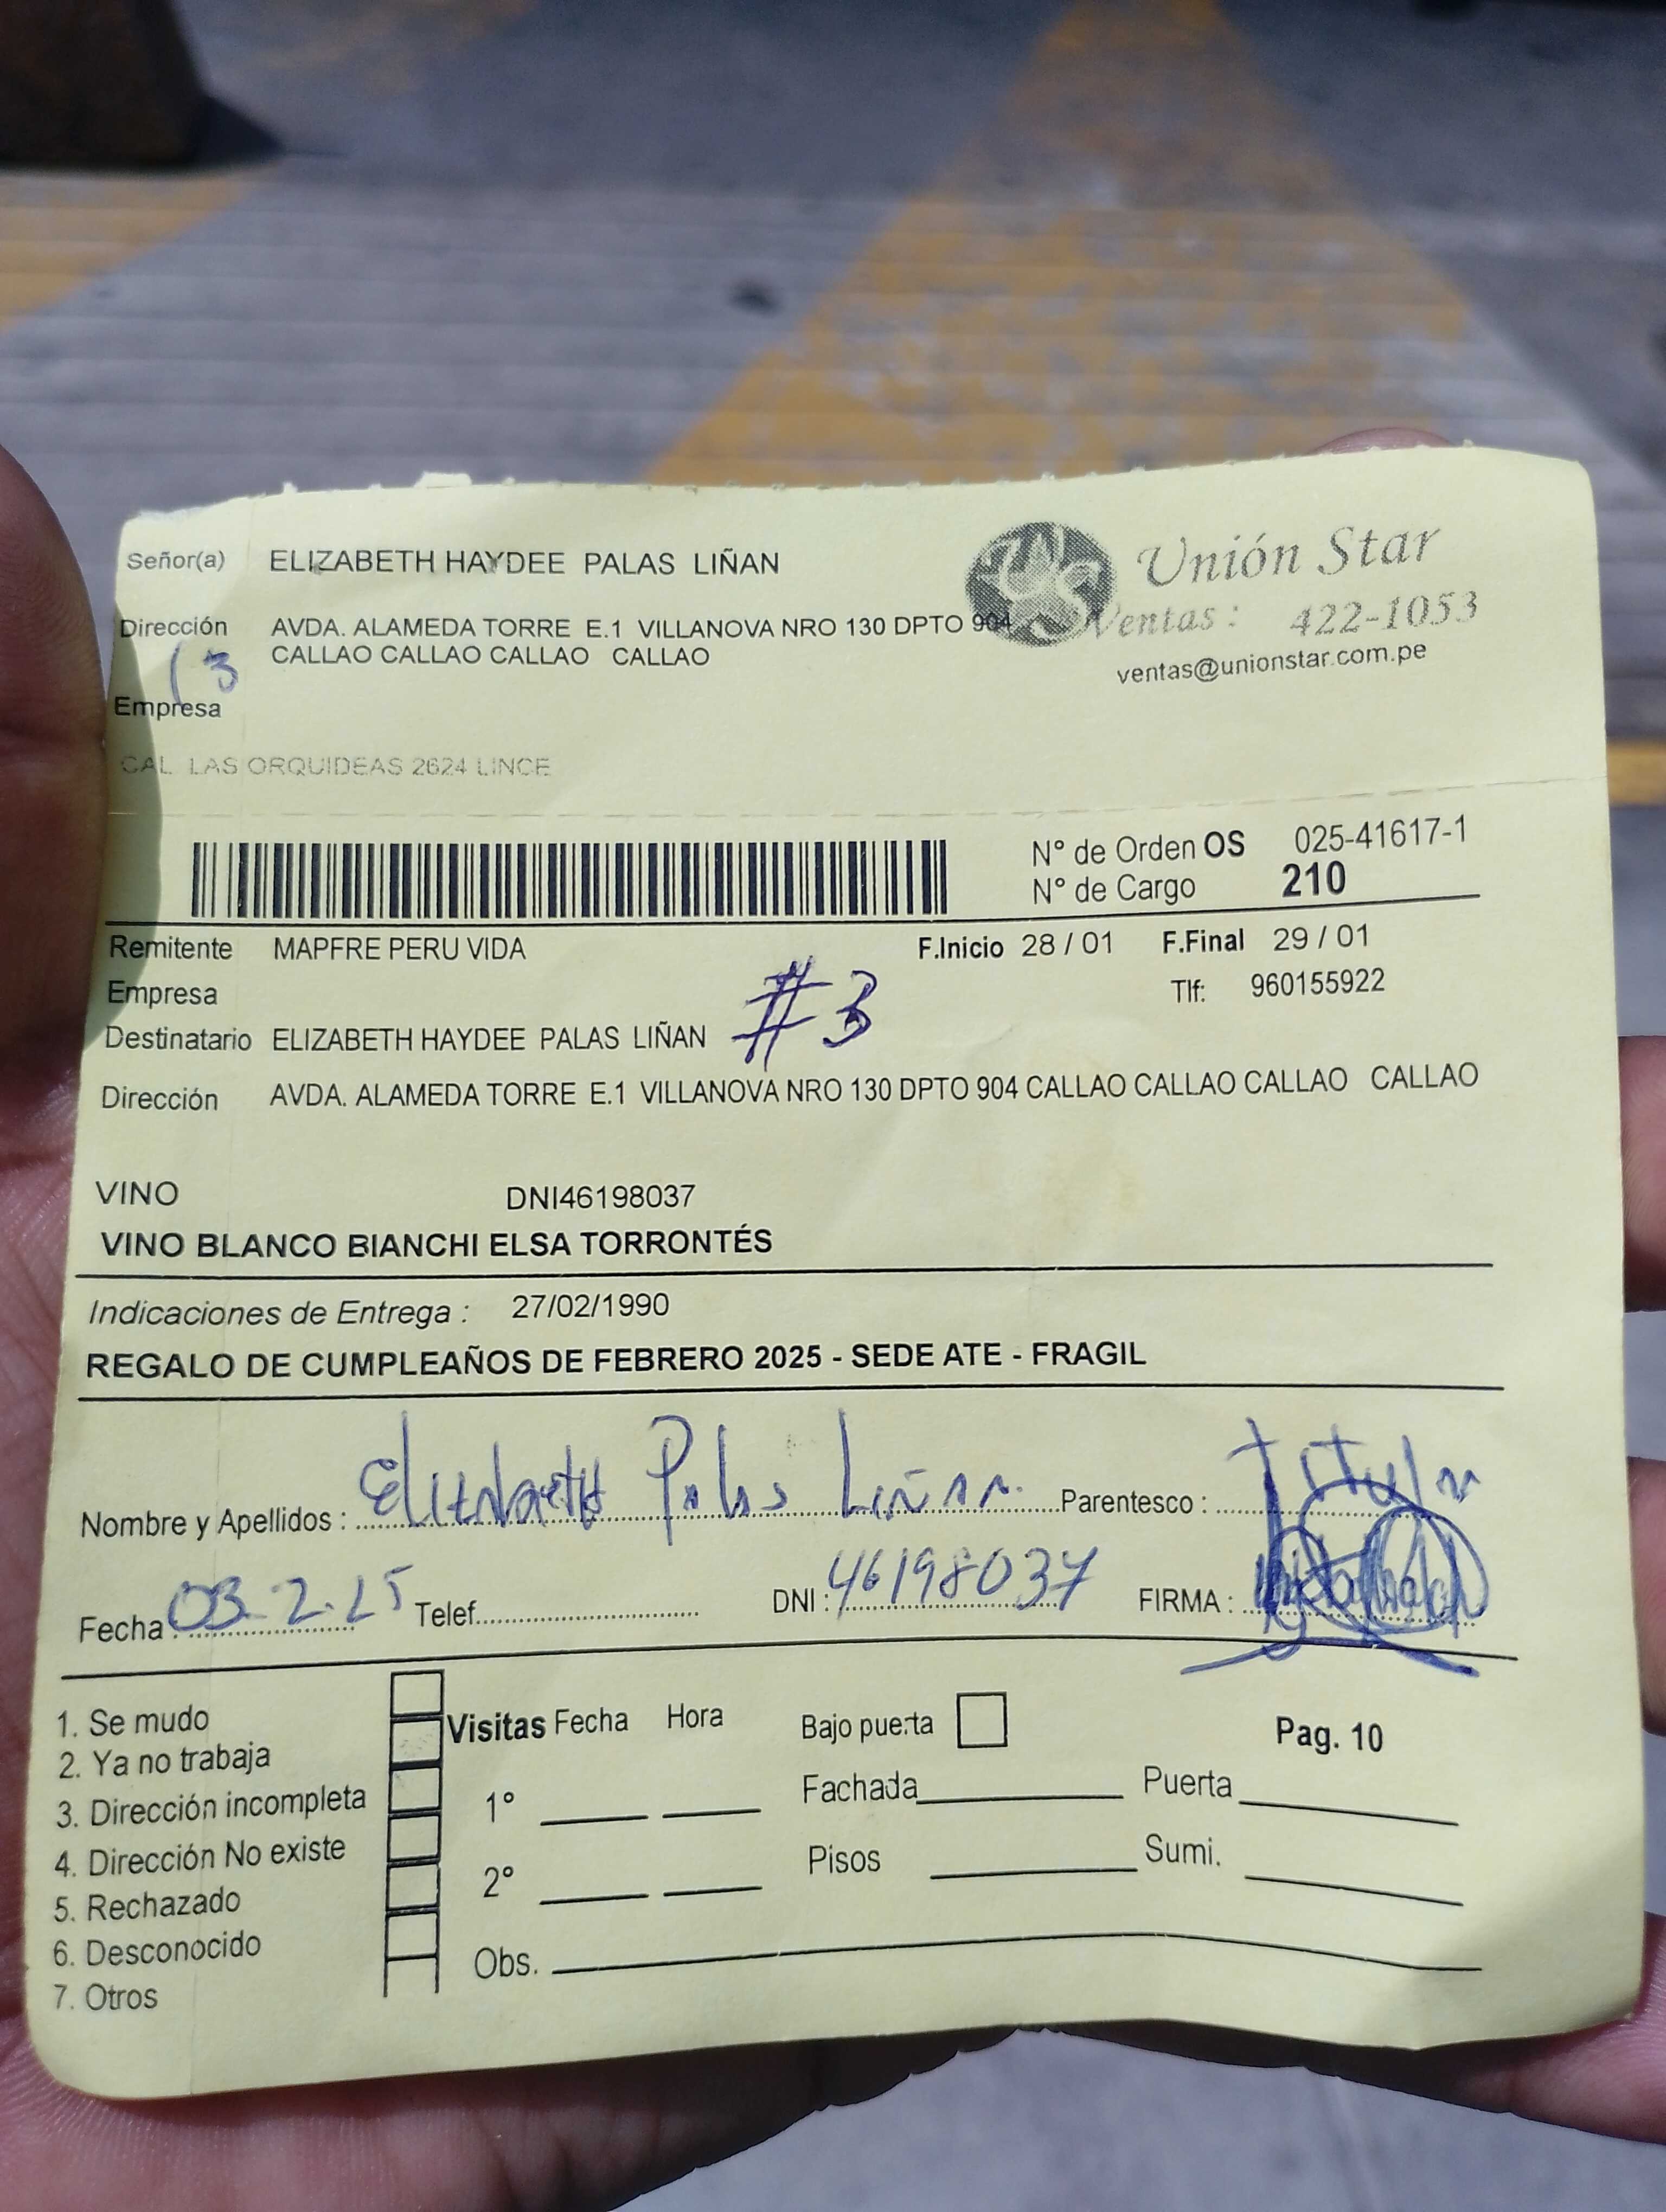 Señor(a) ELIZABETH HAYDEE PALAS LIÑAN
Unión Star
Dirección AVDA. ALAMEDA TORRE E.1 VILLANOVA NRO 130 DPTO 904
Ventas : 422-1053
CALLAO CALLAO CALLAO CALLAO
ventas@unionstar.com.pe
13
Empresa
CAL LAS ORQUIDEAS 2624 LINCE
N° de Orden OS 025-41617-1
N° de Cargo 210
Remitente MAPFRE PERU VIDA F.Inicio 28 / 01 F.Final 29 / 01
Empresa Tlf: 960155922
#3
Destinatario ELIZABETH HAYDEE PALAS LIÑAN
Dirección AVDA. ALAMEDA TORRE E.1 VILLANOVA NRO 130 DPTO 904 CALLAO CALLAO CALLAO CALLAO
VINO DNI46198037
VINO BLANCO BIANCHI ELSA TORRONTÉS
Indicaciones de Entrega : 27/02/1990
REGALO DE CUMPLEAÑOS DE FEBRERO 2025 - SEDE ATE - FRAGIL
Nombre y Apellidos : Elizabeth Palas Liñan Parentesco : titular
Fecha : 03-2-25 Telef. DNI : 46198037 FIRMA :
1. Se mudo
2. Ya no trabaja
3. Dirección incompleta
4. Dirección No existe
5. Rechazado
6. Desconocido
7. Otros
Visitas Fecha Hora
1°
2°
Obs.
Bajo puerta
Fachada
Pisos
Pag. 10
Puerta
Sumi.